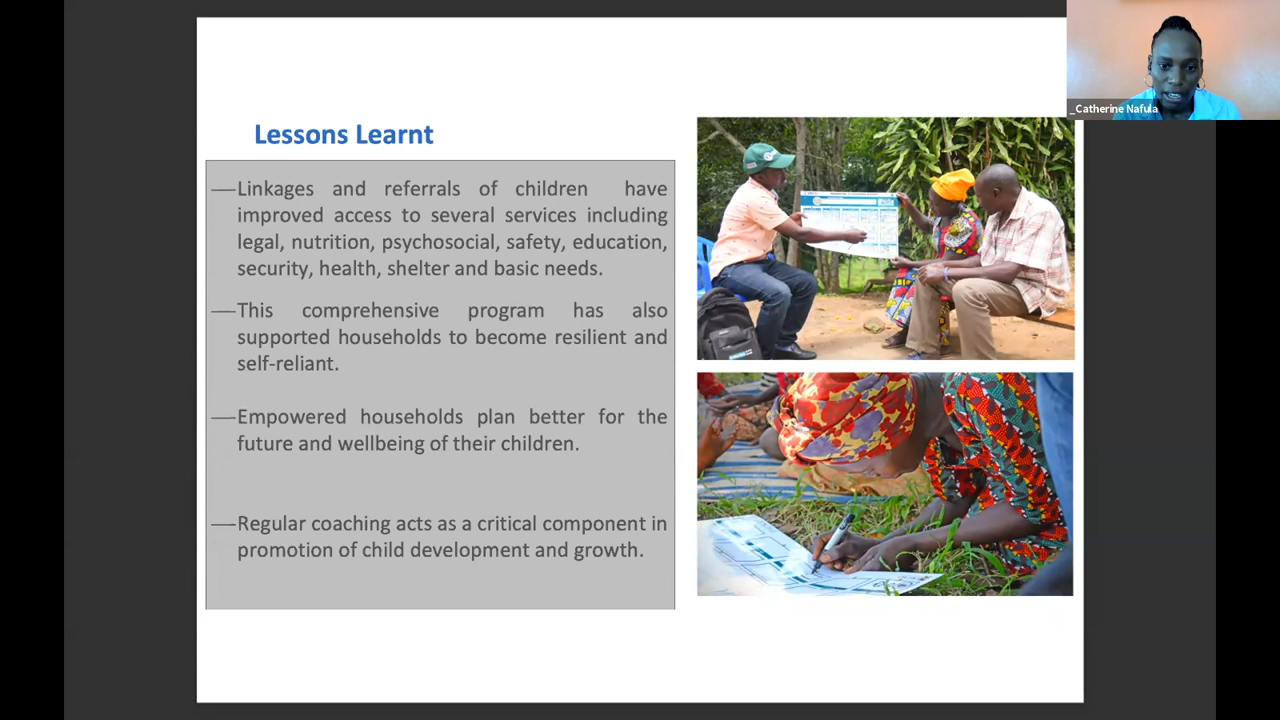 _Catherine Nafula
Lessons Learnt
—Linkages and referrals of children have
improved access to several services including
legal, nutrition, psychosocial, safety, education,
security, health, shelter and basic needs.
—This comprehensive program has also
supported households to become resilient and
self-reliant.
—Empowered households plan better for the
future and wellbeing of their children.
—Regular coaching acts as a critical component in
promotion of child development and growth.